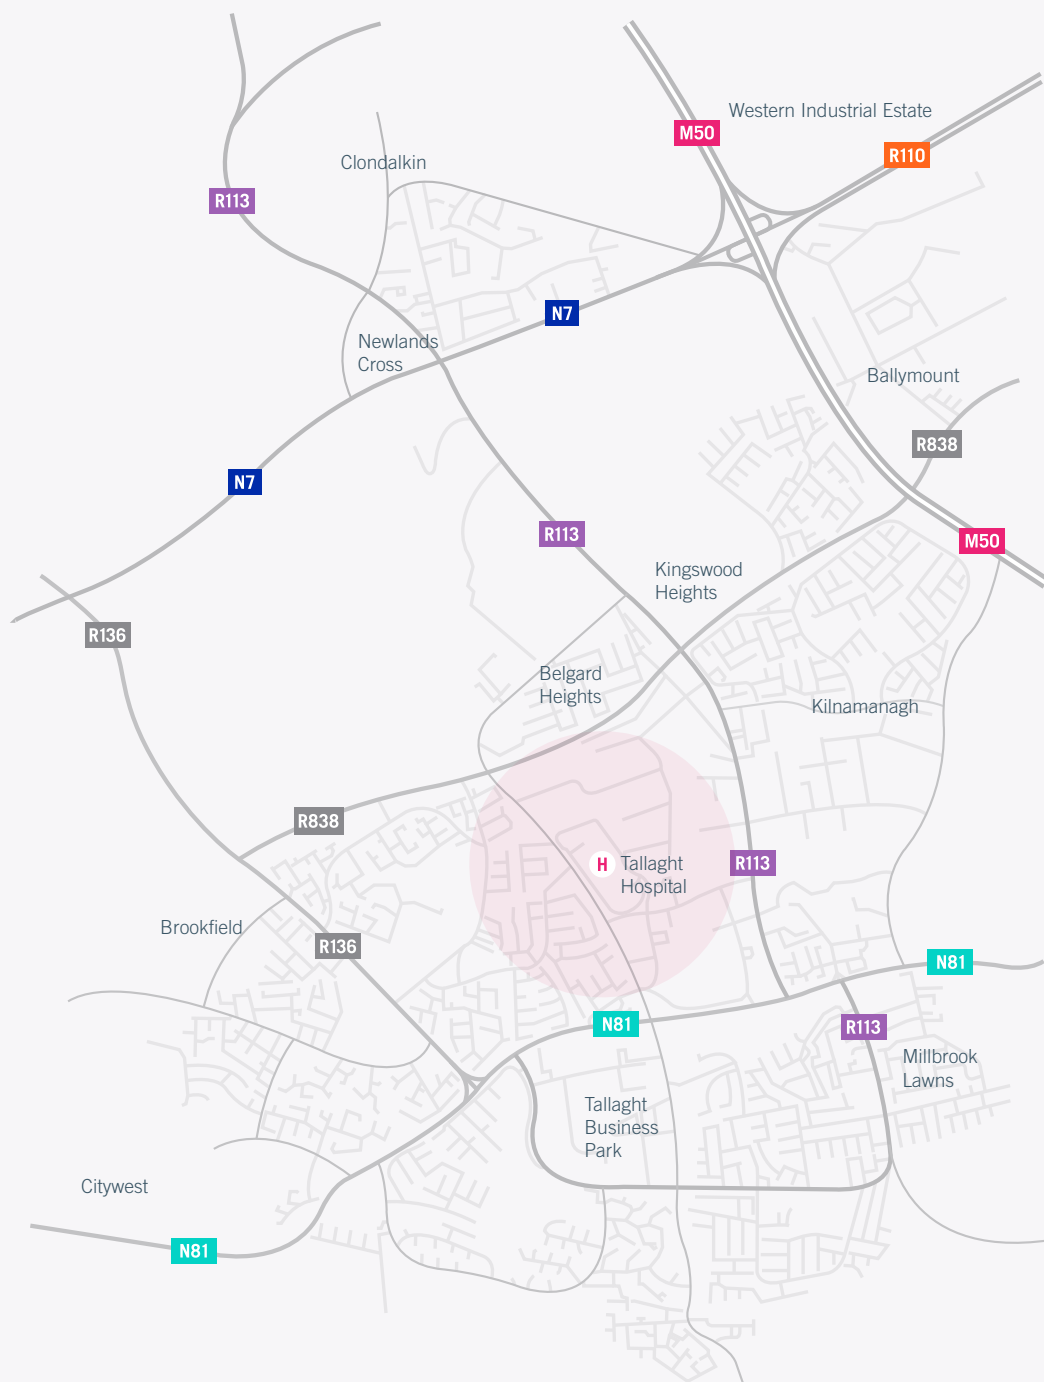 Western Industrial Estate
M50
R110
Clondalkin
R113
N7
Newlands
Cross
Ballymount
R838
N7
R113
M50
Kingswood
Heights
R136
Belgard
Heights
Kilnamanagh
R838
H
Tallaght
Hospital
R113
Brookfield
R136
N81
N81
R113
Millbrook
Lawns
Tallaght
Business
Park
Citywest
N81